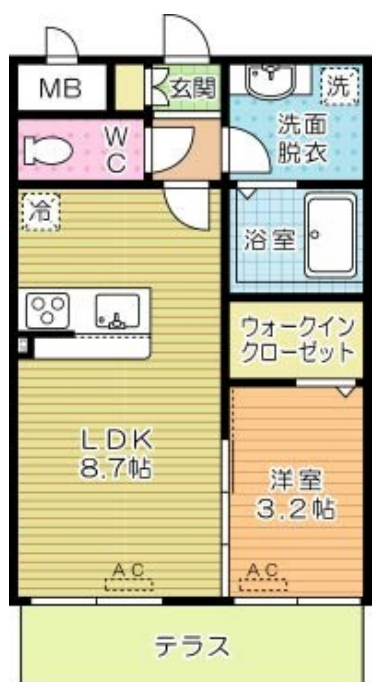 MB
玄関
洗
洗面
脱衣
W
C
冷
浴室
ウォークイン
クローゼット
LDK
8.7帖
洋室
3.2帖
AC
AC
テラス